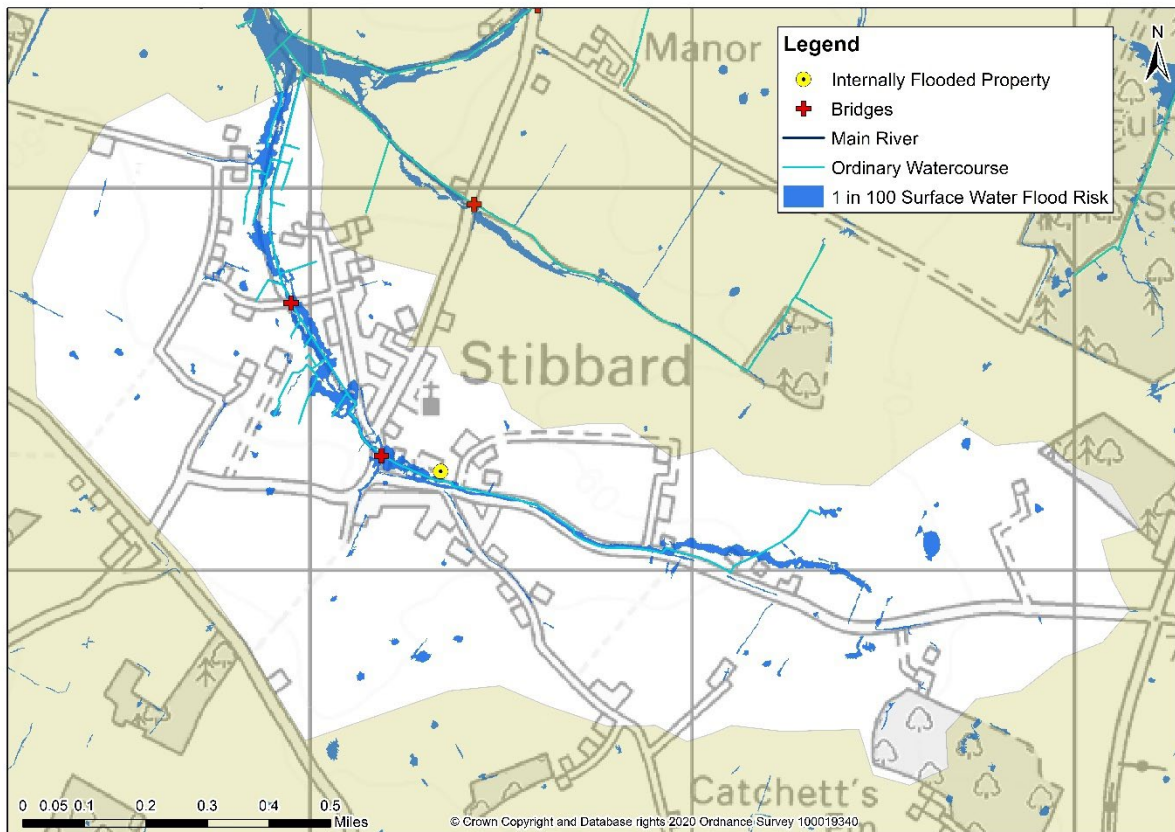 Manor
Legend
Internally Flooded Property
Bridges
Main River
Ordinary Watercourse
1 in 100 Surface Water Flood Risk
N
Stibbard
60
Catchett's
0 0.05 0.1 0.2 0.3 0.4 0.5
Miles
© Crown Copyright and Database rights 2020 Ordnance Survey 100019340